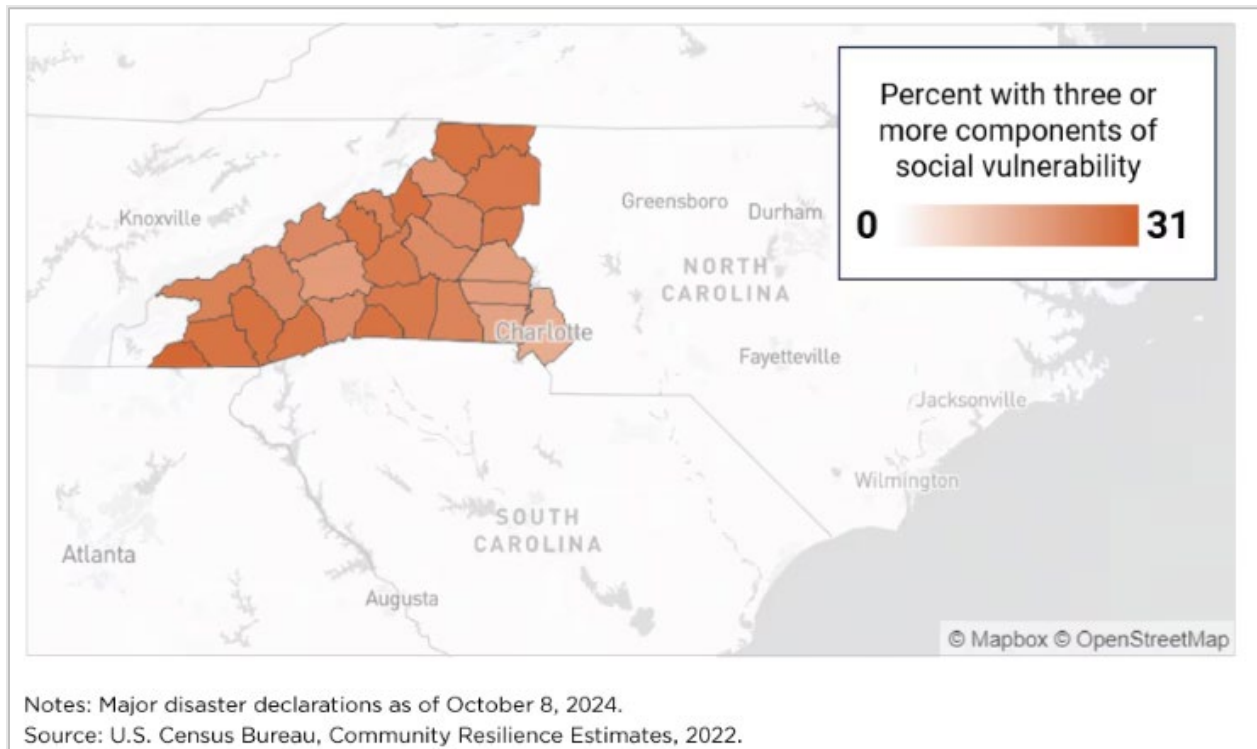 Percent with three or
more components of
social vulnerability
0 31
Knoxville
Greensboro
Durham
NORTH
CAROLINA
Charlotte
Fayetteville
Jacksonville
Wilmington
SOUTH
CAROLINA
Atlanta
Augusta
© Mapbox © OpenStreetMap
Notes: Major disaster declarations as of October 8, 2024.
Source: U.S. Census Bureau, Community Resilience Estimates, 2022.